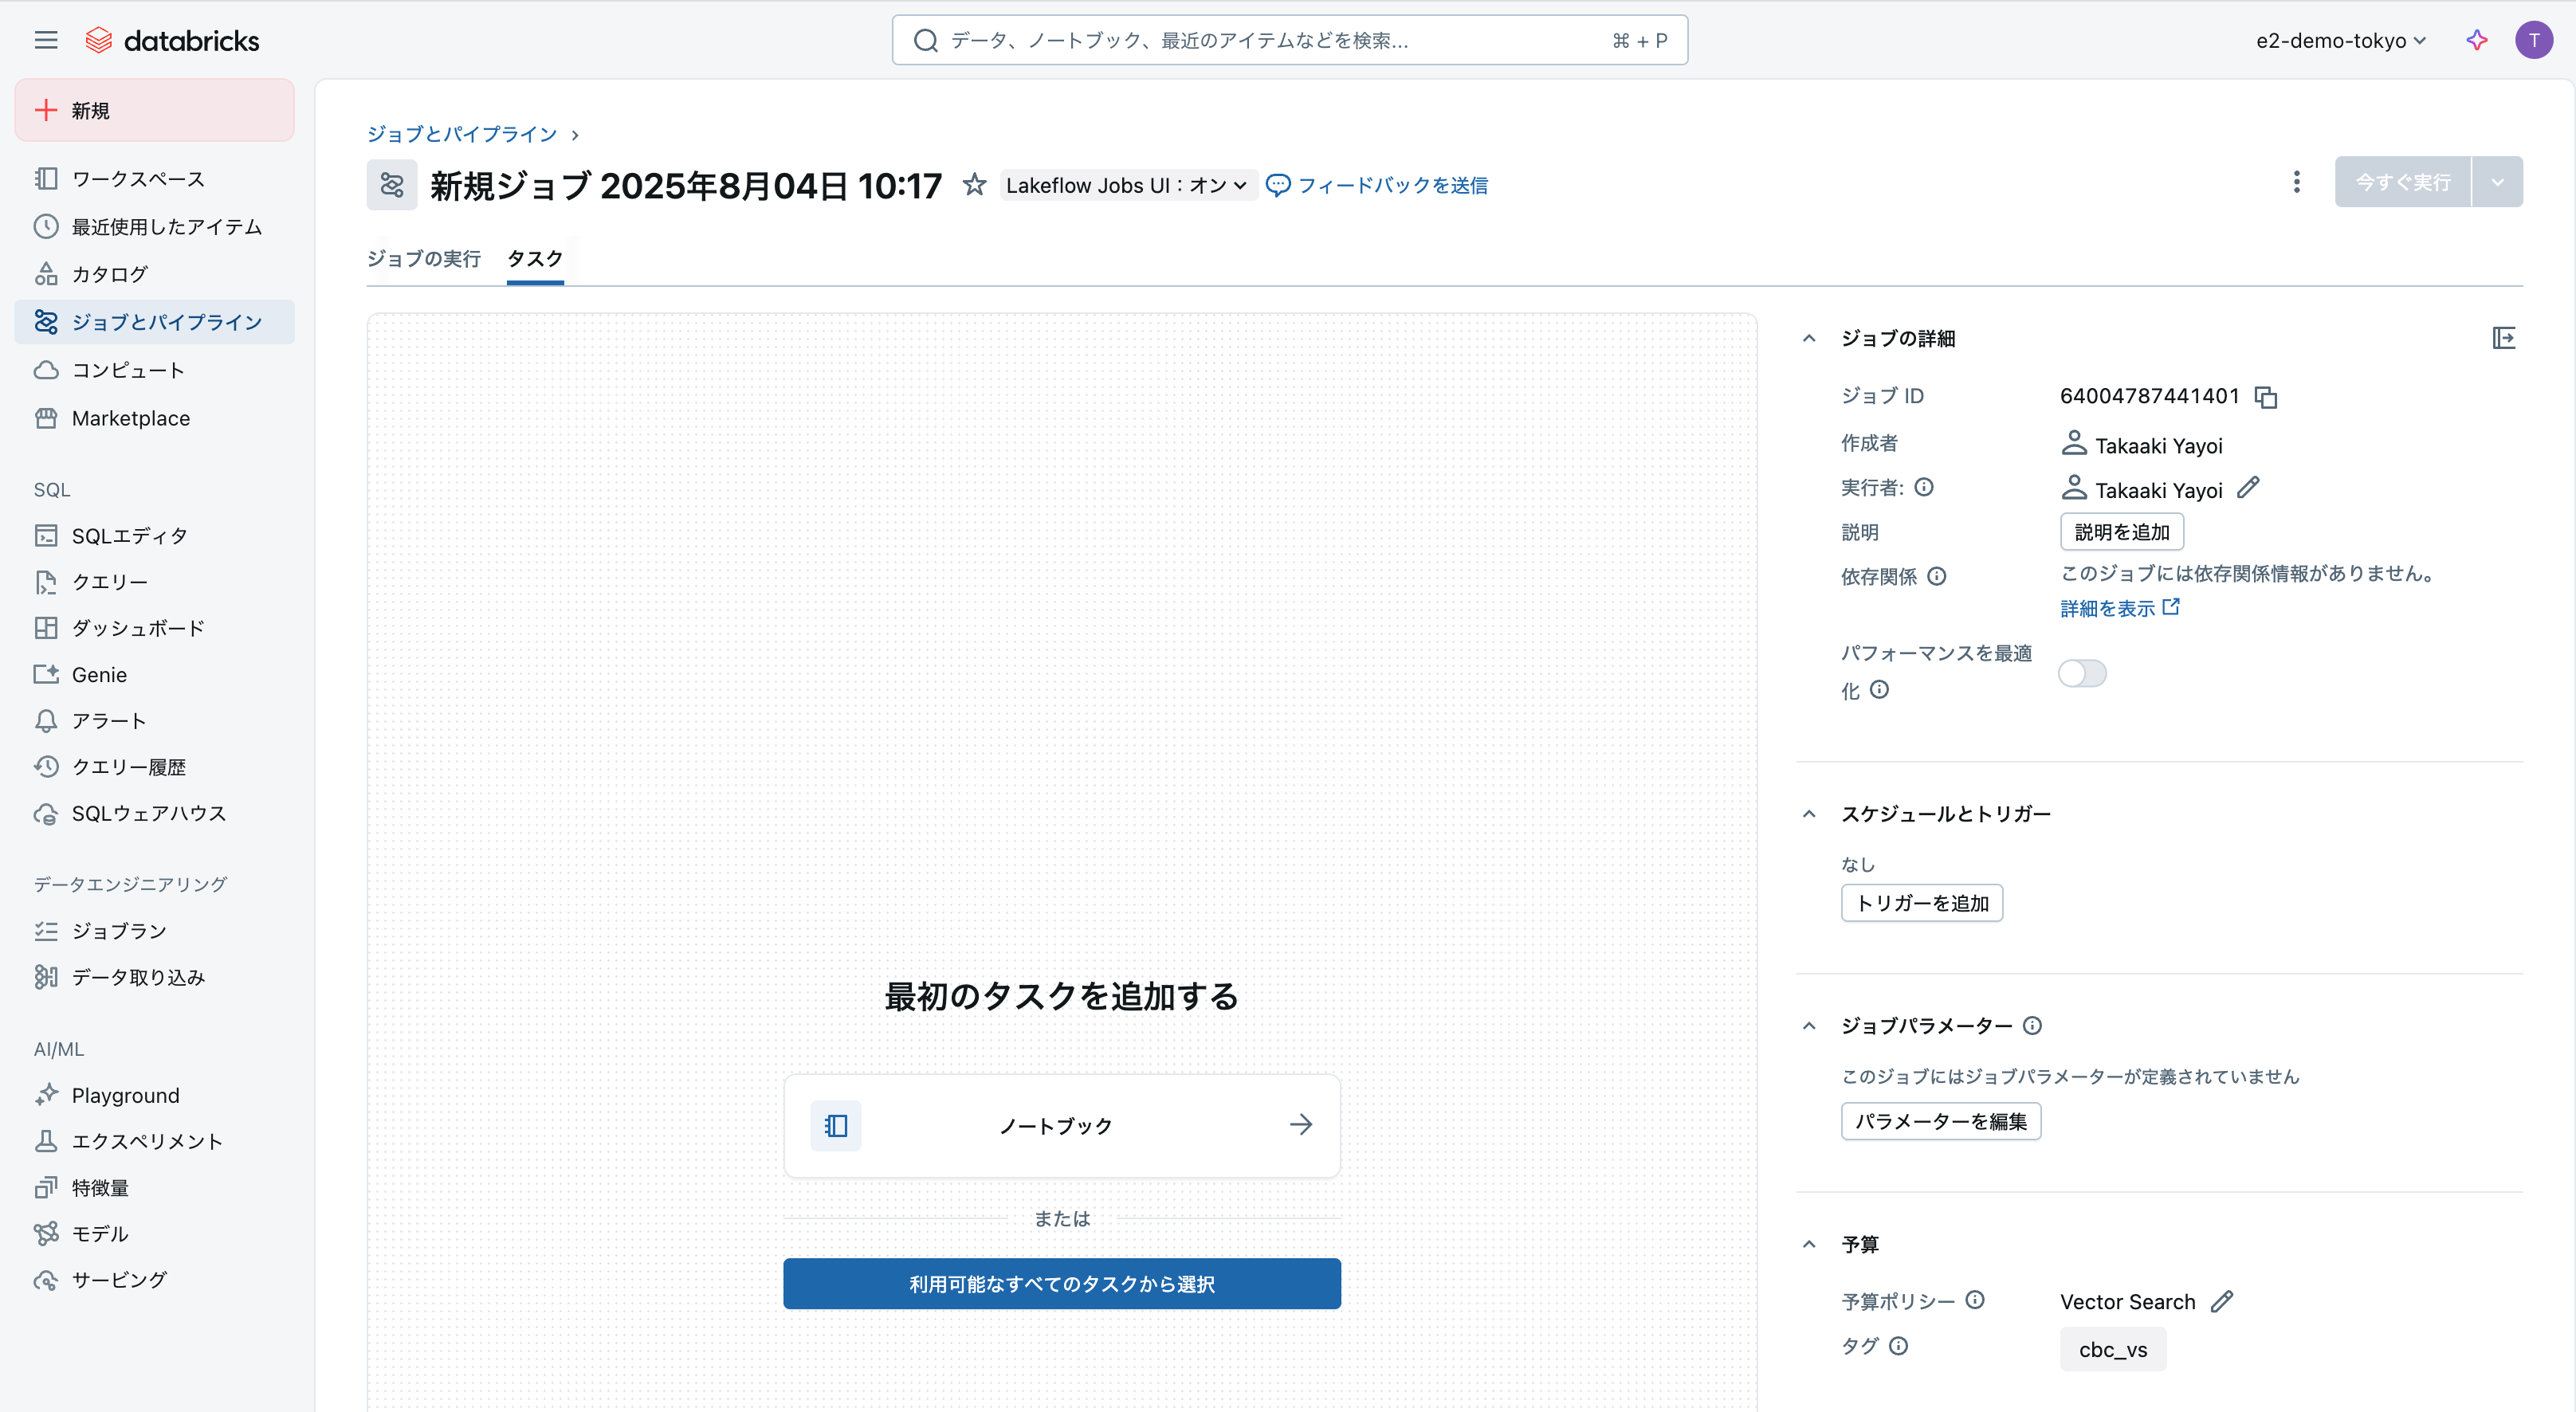 databricks
データ、ノートブック、最近のアイテムなどを検索...
⌘ + P
e2-demo-tokyo
T
新規
ワークスペース
最近使用したアイテム
カタログ
ジョブとパイプライン
コンピュート
Marketplace
SQL
SQLエディタ
クエリー
ダッシュボード
Genie
アラート
クエリー履歴
SQLウェアハウス
データエンジニアリング
ジョブラン
データ取り込み
AI/ML
Playground
エクスペリメント
特徴量
モデル
サービング
ジョブとパイプライン
新規ジョブ 2025年8月04日 10:17
Lakeflow Jobs UI：オン
フィードバックを送信
今すぐ実行
ジョブの実行
タスク
最初のタスクを追加する
ノートブック
または
利用可能なすべてのタスクから選択
ジョブの詳細
ジョブ ID
64004787441401
作成者
Takaaki Yayoi
実行者:
Takaaki Yayoi
説明
説明を追加
依存関係
このジョブには依存関係情報がありません。
詳細を表示
パフォーマンスを最適
化
スケジュールとトリガー
なし
トリガーを追加
ジョブパラメーター
このジョブにはジョブパラメーターが定義されていません
パラメーターを編集
予算
予算ポリシー
Vector Search
タグ
cbc_vs